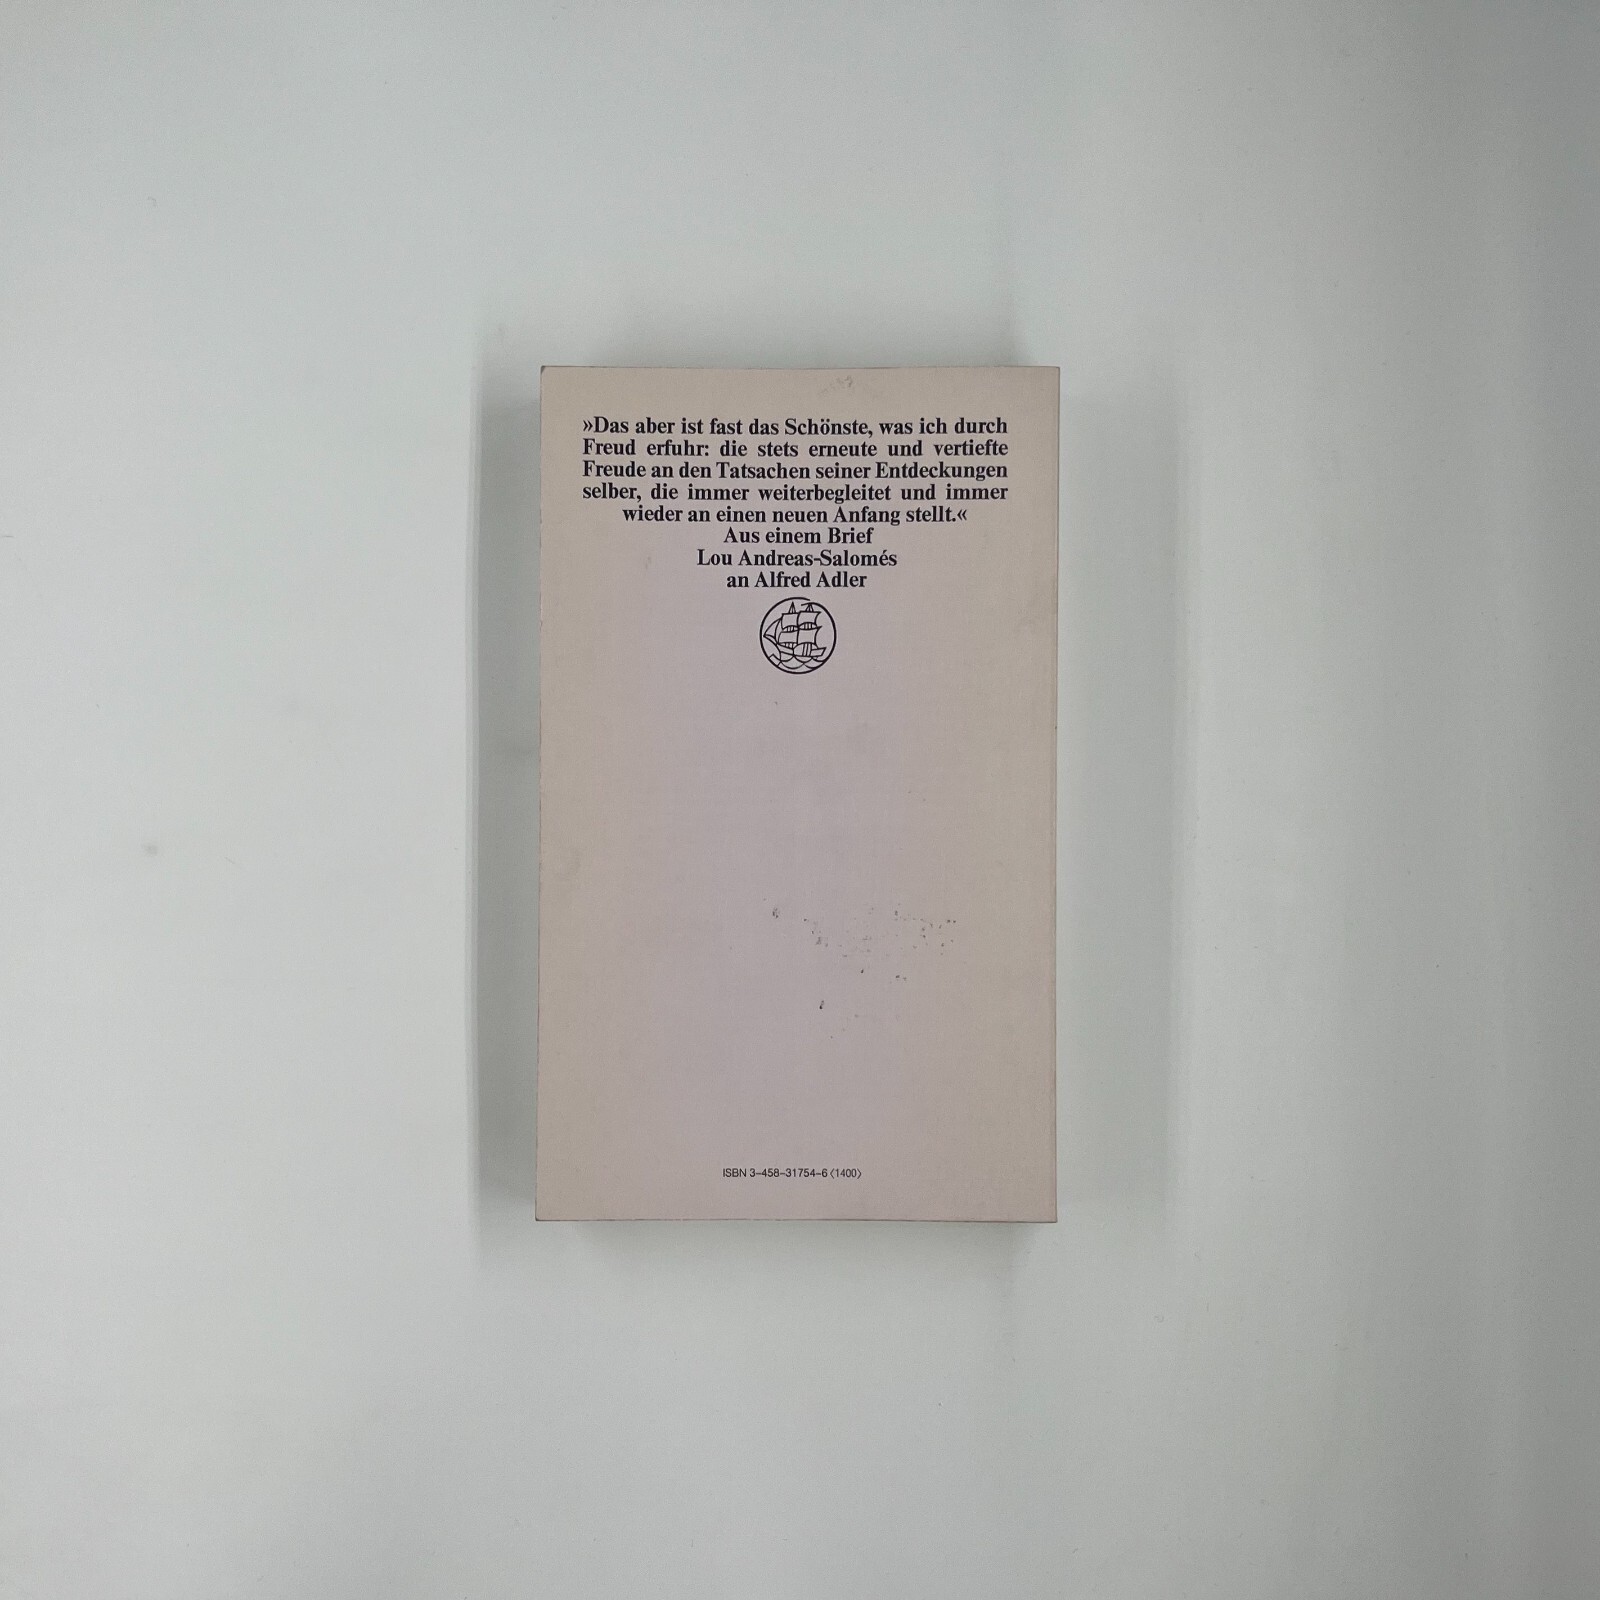 »Das aber ist fast das Schönste, was ich durch
Freud erfuhr: die stets erneute und vertiefte
Freude an den Tatsachen seiner Entdeckungen
selber, die immer weiterbegleitet und immer
wieder an einen neuen Anfang stellt.«
Aus einem Brief
Lou Andreas-Salomés
an Alfred Adler
ISBN 3–458–31754–6 ⟨1400⟩